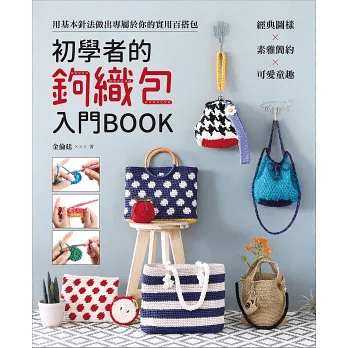 用基本針法做出專屬於你的實用百搭包
初學者的
鉤織包
入門BOOK
金倫廷 ××× 著
經典圖樣
×
素雅簡約
×
可愛童趣